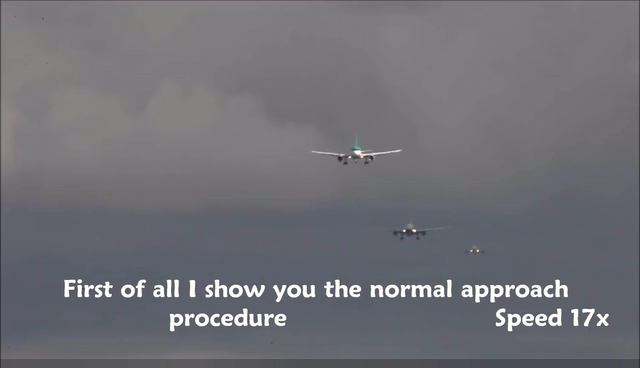 First of all I show you the normal approach
procedure Speed 17x